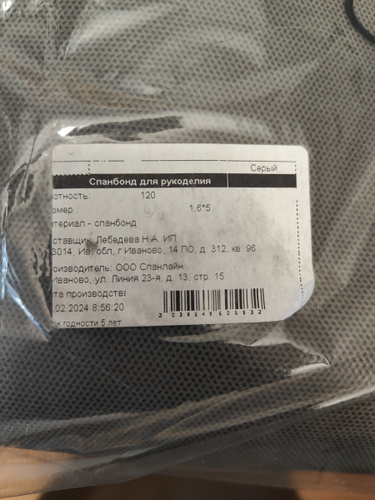 Серый
Спанбонд для рукоделия
отность: 120
змер : 1,6*5
териал - спанбонд
ставщик: Лебедева Н.А. ИП
3014 Ив. обл, г Иваново, 14 ПО, д. 312, кв 96
оизводитель: ООО Спанлайн
Иваново, ул. Линия 23-я, д. 13, стр. 15
та производства
02 2024 8:56:20
к годности 5 лет